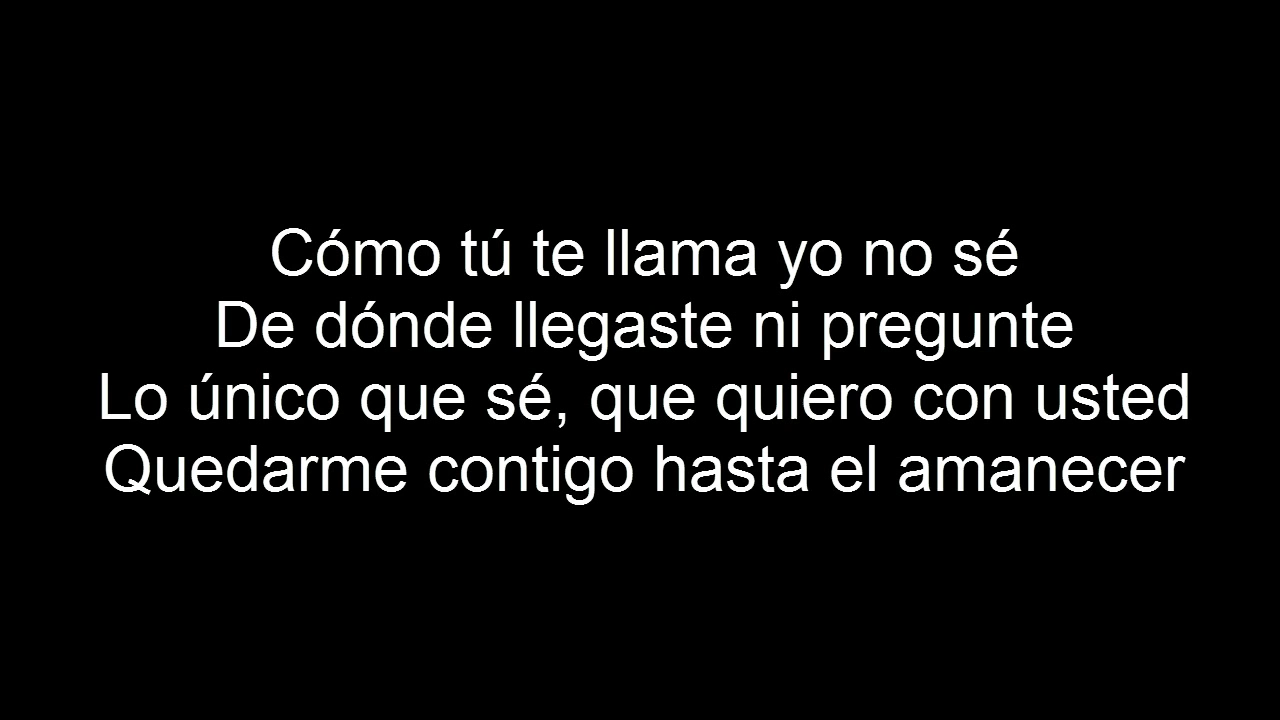 Cómo tú te llama yo no sé
De dónde llegaste ni pregunte
Lo único que sé, que quiero con usted
Quedarme contigo hasta el amanecer